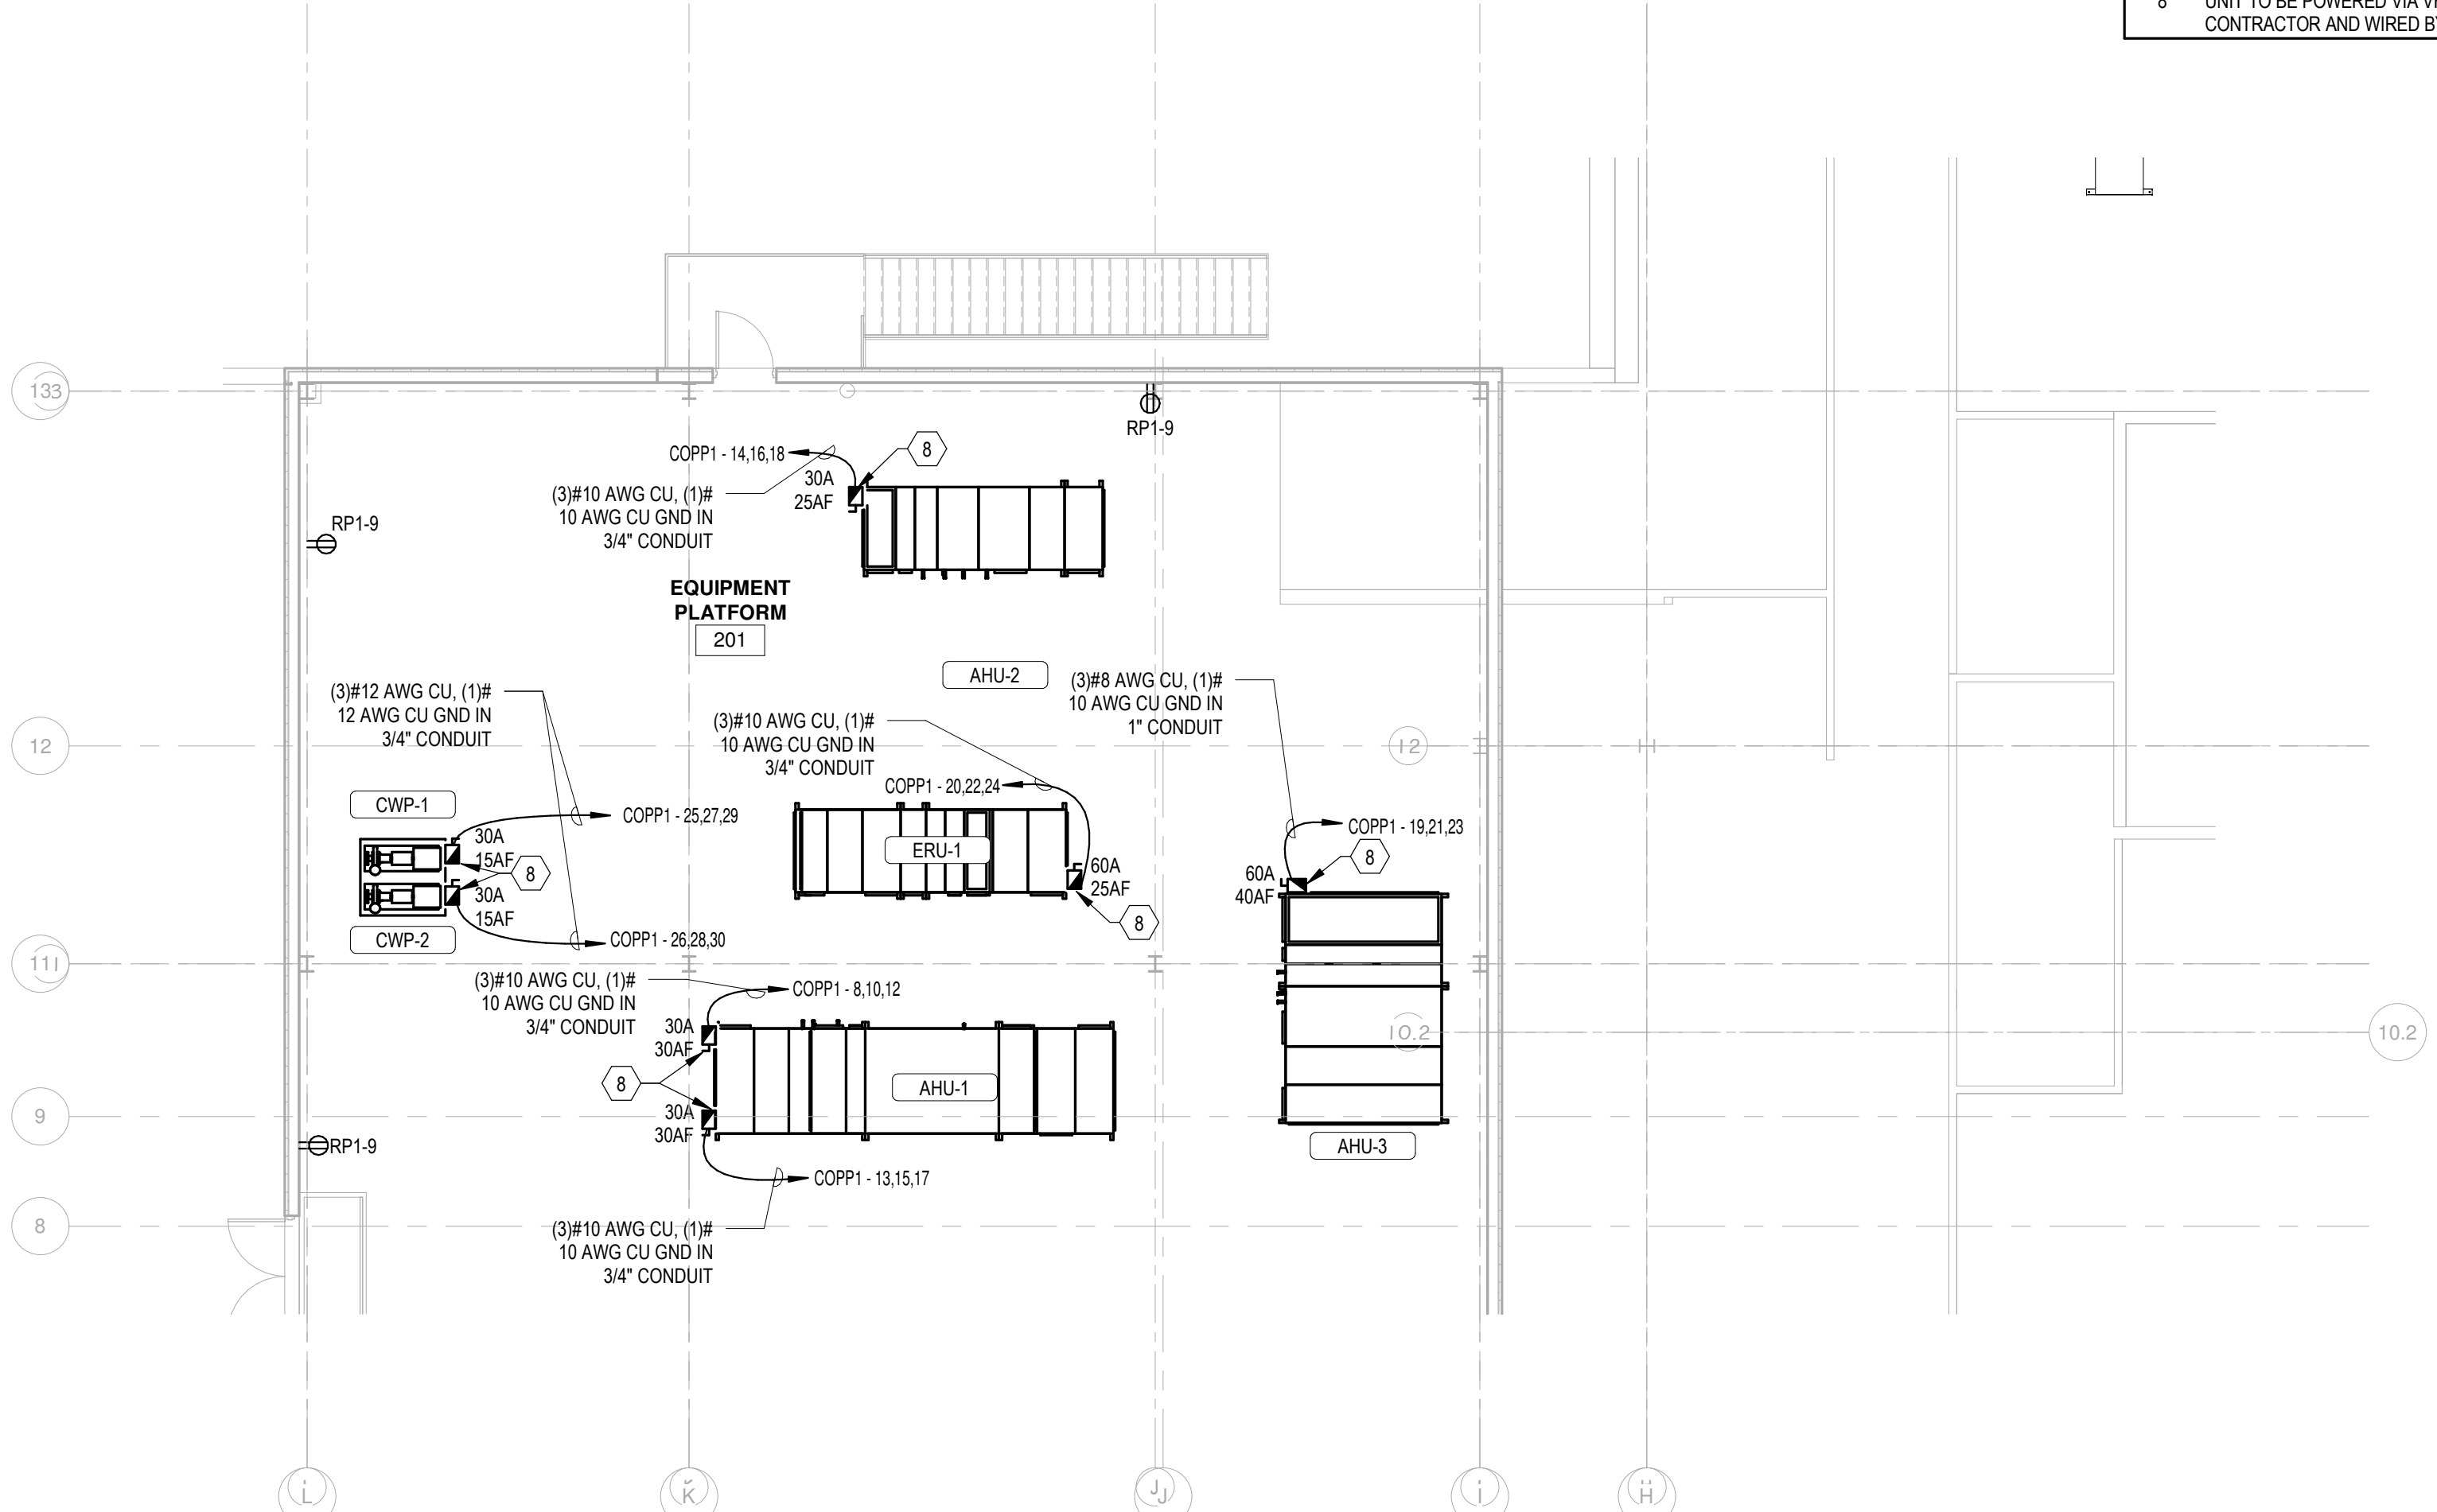 UNIT TO BE POWERED VIA
CONTRACTOR AND WIRED BY
13
3
RP1-9
COPP1 - 14,16,18
8
30A
25AF
(3)#10 AWG CU, (1)#
10 AWG CU GND IN
3/4" CONDUIT
RP1-9
EQUIPMENT
PLATFORM
201
AHU-2
(3)#8 AWG CU, (1)#
10 AWG CU GND IN
1" CONDUIT
(3)#12 AWG CU, (1)#
12 AWG CU GND IN
3/4" CONDUIT
(3)#10 AWG CU, (1)#
10 AWG CU GND IN
3/4" CONDUIT
12
12
COPP1 - 20,22,24
CWP-1
COPP1 - 25,27,29
COPP1 - 19,21,23
30A
15AF
8
ERU-1
60A
25AF
8
8
60A
40AF
30A
15AF
CWP-2
COPP1 - 26,28,30
11
1
(3)#10 AWG CU, (1)#
10 AWG CU GND IN
3/4" CONDUIT
COPP1 - 8,10,12
30A
30AF
10.2
10.2
8
AHU-1
9
30A
30AF
RP1-9
AHU-3
COPP1 - 13,15,17
8
(3)#10 AWG CU, (1)#
10 AWG CU GND IN
3/4" CONDUIT
L
K
J
J
H